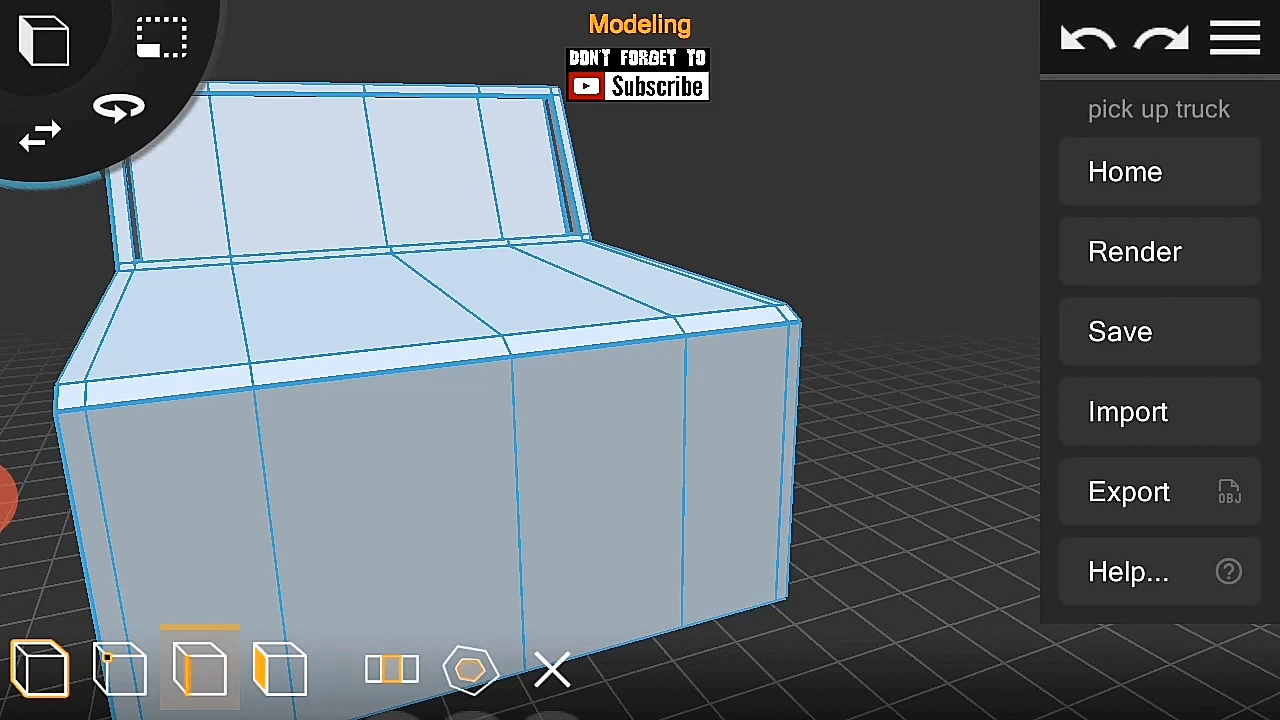 Modeling
DON'T FORGET TO
Subscribe
pick up truck
Home
Render
Save
Import
Export
OBJ
Help...
?